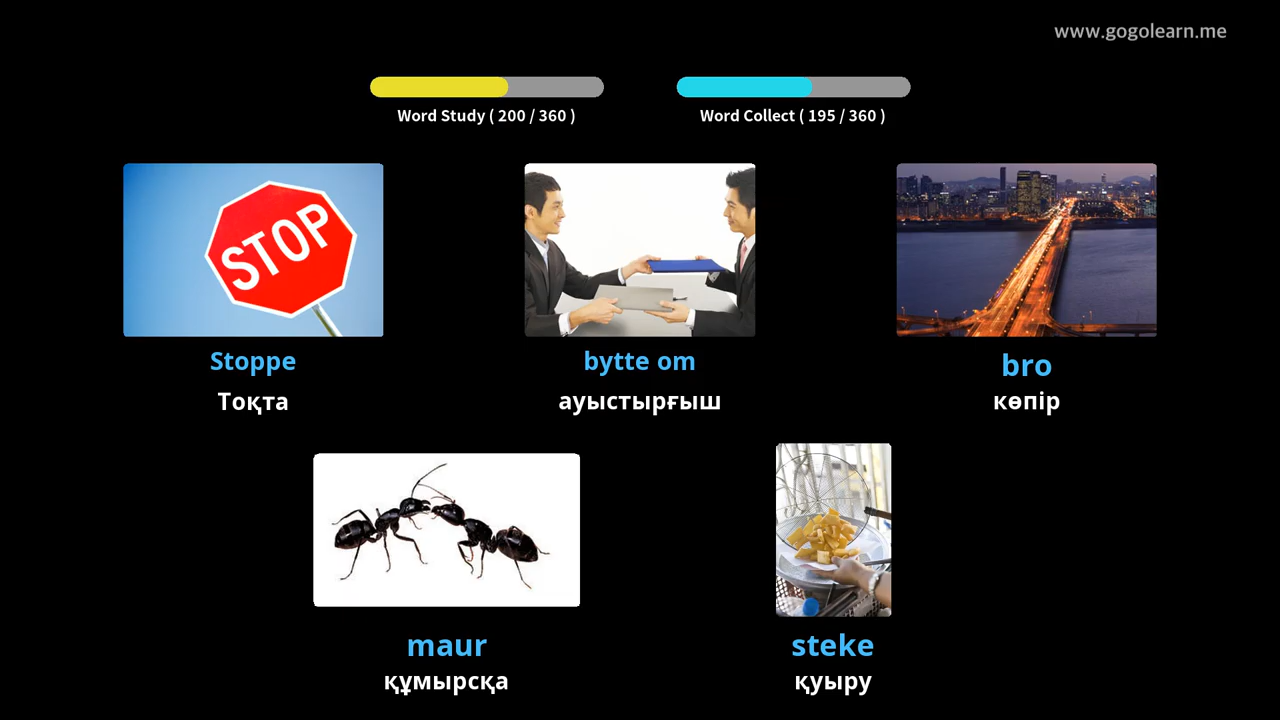 www.gogolearn.me
Word Study ( 200 / 360 )
Word Collect ( 195 / 360 )
STOP
Stoppe
Тоқта
bytte om
ауыстырғыш
bro
көпір
maur
құмырсқа
steke
қуыру